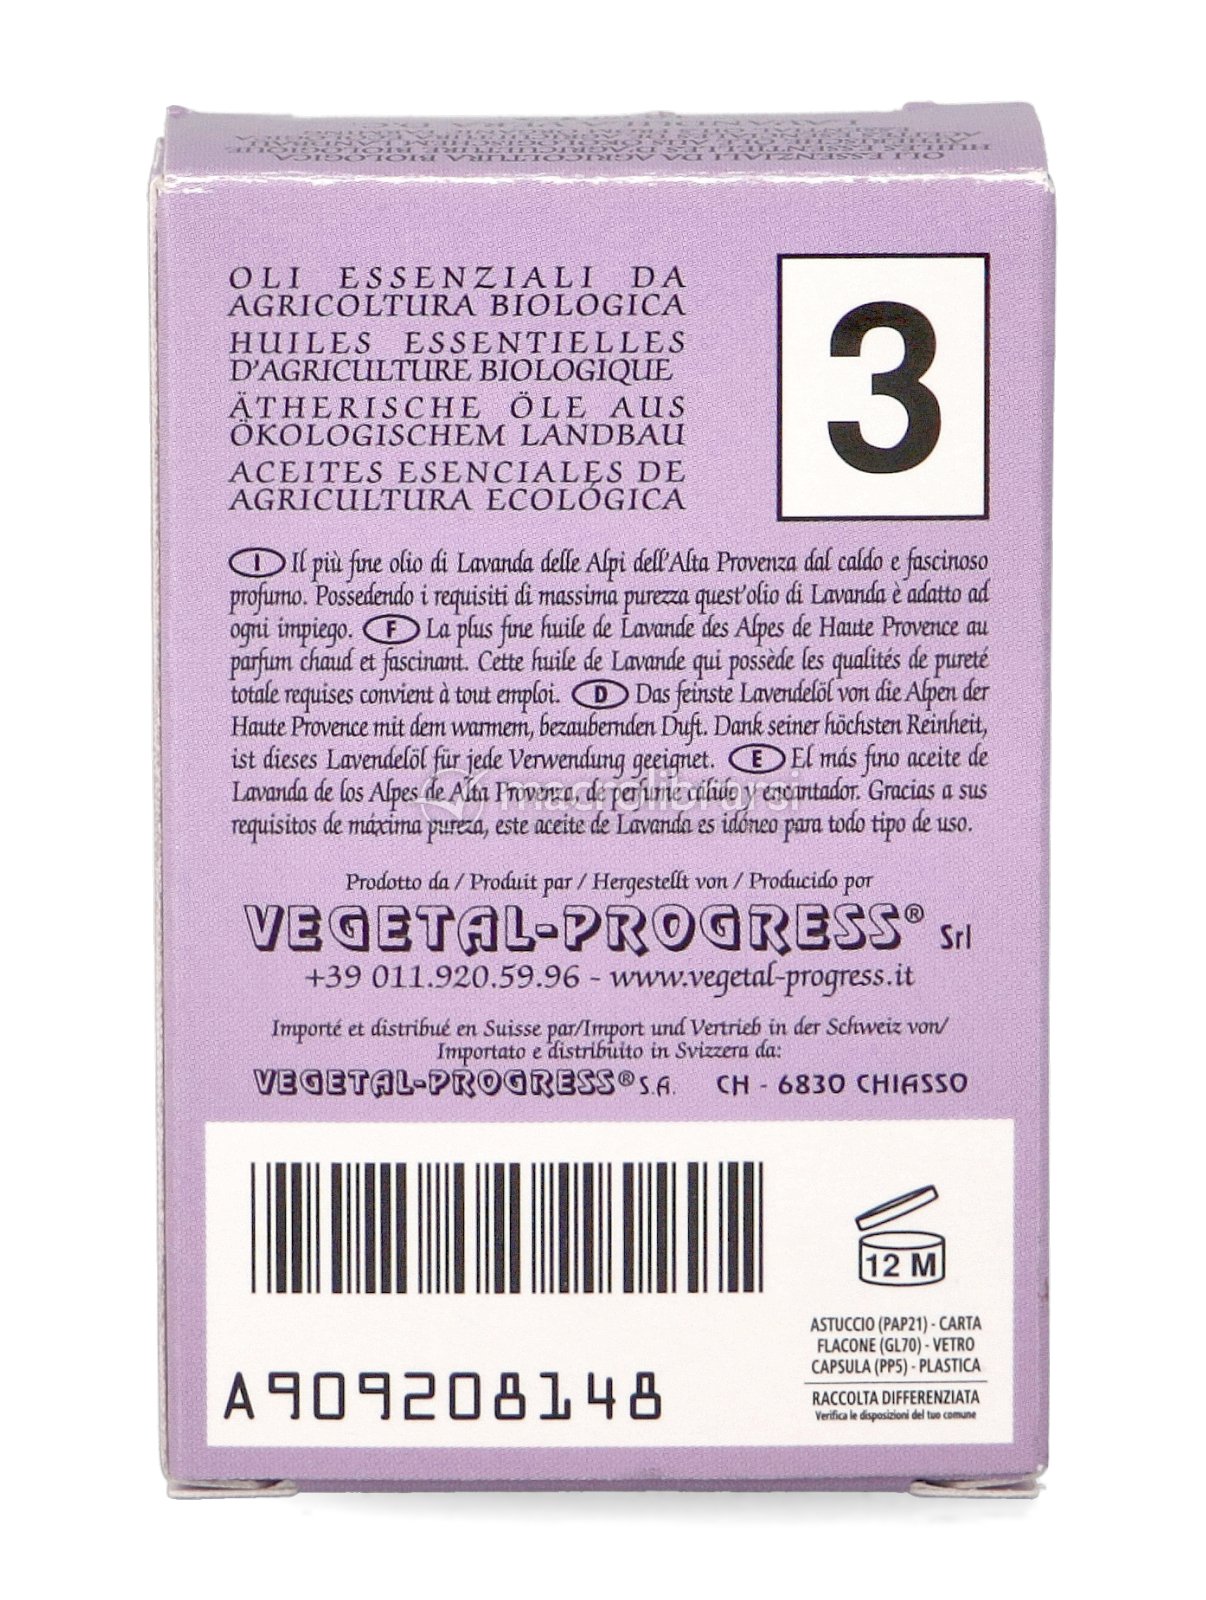 OLI ESSENZIALI DA AGRICOLTURA BIOLOGICA
OLI ESSENZIALI DA
AGRICOLTURA BIOLOGICA
HUILES ESSENTIELLES
D'AGRICULTURE BIOLOGIQUE
ÄTHERISCHE ÖLE AUS
ÖKOLOGISCHEM LANDBAU
ACEITES ESENCIALES DE
AGRICULTURA ECOLÓGICA
3
I Il più fine olio di Lavanda delle Alpi dell'Alta Provenza dal caldo e fascinoso
profumo. Possedendo i requisiti di massima purezza quest'olio di Lavanda è adatto ad
ogni impiego. F La plus fine huile de Lavande des Alpes de Haute Provence au
parfum chaud et fascinant. Cette huile de Lavande qui possède les qualités de pureté
totale requises convient à tout emploi. D Das feinste Lavendelöl von die Alpen der
Haute Provence mit dem warmem, bezaubernden Duft. Dank seiner höchsten Reinheit,
ist dieses Lavendelöl für jede Verwendung geeignet. E El más fino aceite de
Lavanda de los Alpes de Alta Provenza, de perfume cálido y encantador. Gracias a sus
requisitos de máxima pureza, este aceite de Lavanda es idóneo para todo tipo de uso.
macrolibrarsi
Prodotto da / Produit par / Hergestellt von / Producido por
VEGETAL-PROGRESS® Srl
+39 011.920.59.96 - www.vegetal-progress.it
Importé et distribué en Suisse par/Import und Vertrieb in der Schweiz von/
Importato e distribuito in Svizzera da:
VEGETAL-PROGRESS® S.A. CH - 6830 CHIASSO
12 M
ASTUCCIO (PAP21) - CARTA
FLACONE (GL70) - VETRO
CAPSULA (PP5) - PLASTICA
RACCOLTA DIFFERENZIATA
Verifica le disposizioni del tuo comune
A909208148